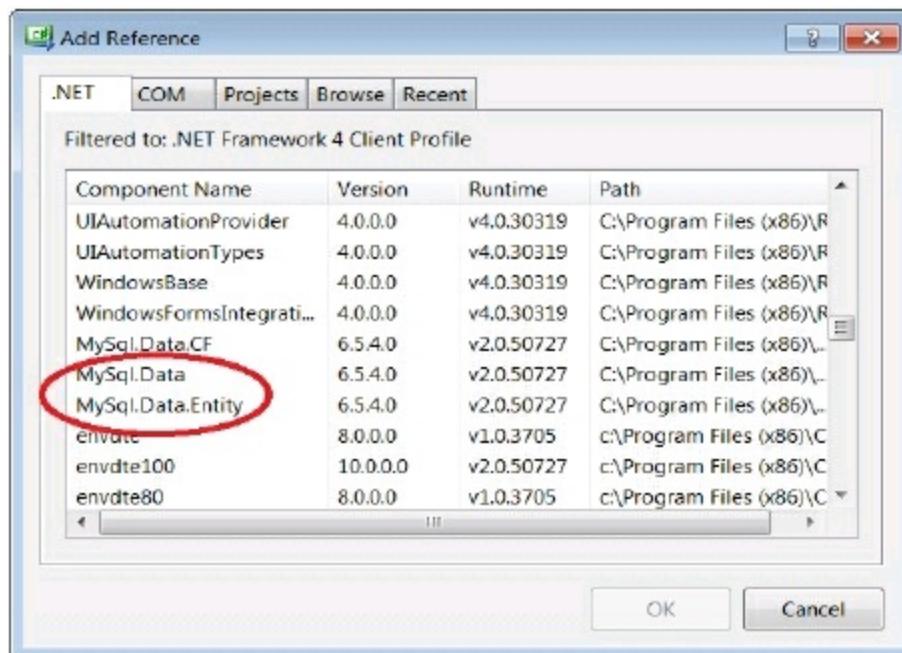 Add Reference
.NET COM Projects Browse Recent
Filtered to: .NET Framework 4 Client Profile
Component Name Version Runtime Path
UIAutomationProvider 4.0.0.0 v4.0.30319 C:\Program Files (x86)\R
UIAutomationTypes 4.0.0.0 v4.0.30319 C:\Program Files (x86)\R
WindowsBase 4.0.0.0 v4.0.30319 C:\Program Files (x86)\R
WindowsFormsIntegrati... 4.0.0.0 v4.0.30319 C:\Program Files (x86)\R
MySql.Data.CF 6.5.4.0 v2.0.50727 C:\Program Files (x86)\...
MySql.Data 6.5.4.0 v2.0.50727 C:\Program Files (x86)\...
MySql.Data.Entity 6.5.4.0 v2.0.50727 C:\Program Files (x86)\...
envdte 8.0.0.0 v1.0.3705 c:\Program Files (x86)\C
envdte100 10.0.0.0 v2.0.50727 c:\Program Files (x86)\C
envdte80 8.0.0.0 v1.0.3705 c:\Program Files (x86)\C
OK Cancel